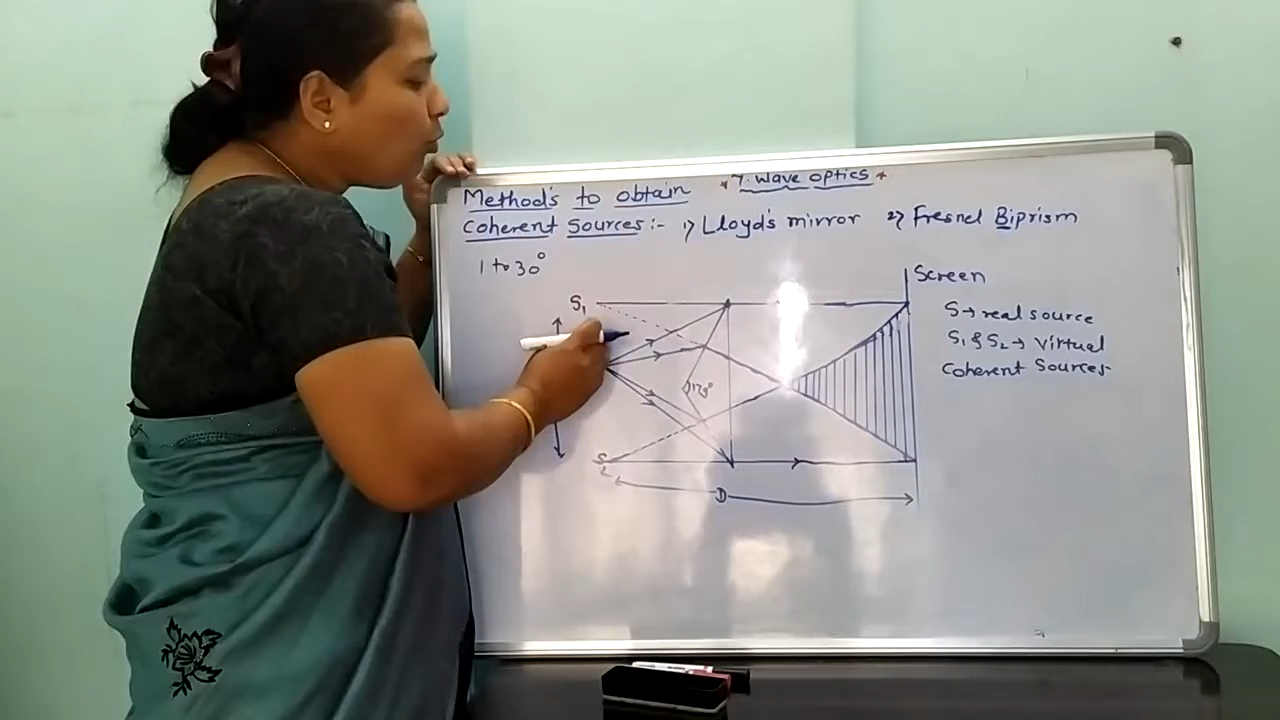 * 7. Wave optics *
Methods to obtain
Coherent Sources :- 1) Lloyd's mirror 2) Fresnel Biprism
1 to 30°
Screen
S₁
S → real source
S₁ & S₂ → virtual
Coherent Sources
S₂
D